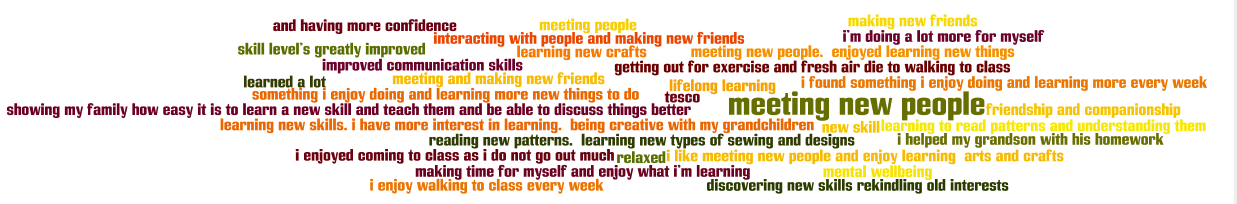 making new friends
and having more confidence
meeting people
i'm doing a lot more for myself
interacting with people and making new friends
skill level's greatly improved
learning new crafts
meeting new people. enjoyed learning new things
improved communication skills
getting out for exercise and fresh air die to walking to class
learned a lot
meeting and making new friends
lifelong learning
i found something i enjoy doing and learning more every week
something i enjoy doing and learning more new things to do
tesco
meeting new people
showing my family how easy it is to learn a new skill and teach them and be able to discuss things better
friendship and companionship
learning new skills. i have more interest in learning. being creative with my grandchildren
new skill
learning to read patterns and understanding them
reading new patterns. learning new types of sewing and designs
i helped my grandson with his homework
i enjoyed coming to class as i do not go out much
relaxed
i like meeting new people and enjoy learning arts and crafts
making time for myself and enjoy what i'm learning
mental wellbeing
i enjoy walking to class every week
discovering new skills rekindling old interests